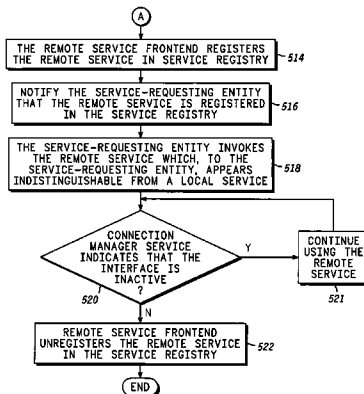 A
THE REMOTE SERVICE FRONTEND REGISTERS
THE REMOTE SERVICE IN SERVICE REGISTRY
514
NOTIFY THE SERVICE-REQUESTING ENTITY
THAT THE REMOTE SERVICE IS REGISTERED
IN THE SERVICE REGISTRY
516
THE SERVICE-REQUESTING ENTITY INVOKES
THE REMOTE SERVICE WHICH, TO THE
SERVICE-REQUESTING ENTITY, APPEARS
INDISTINGUISHABLE FROM A LOCAL SERVICE
518
CONNECTION
MANAGER SERVICE
INDICATES THAT THE
INTERFACE IS
INACTIVE
?
520
Y
CONTINUE
USING THE
REMOTE
SERVICE
521
N
REMOTE SERVICE FRONTEND
UNREGISTERS THE REMOTE SERVICE
IN THE SERVICE REGISTRY
522
END